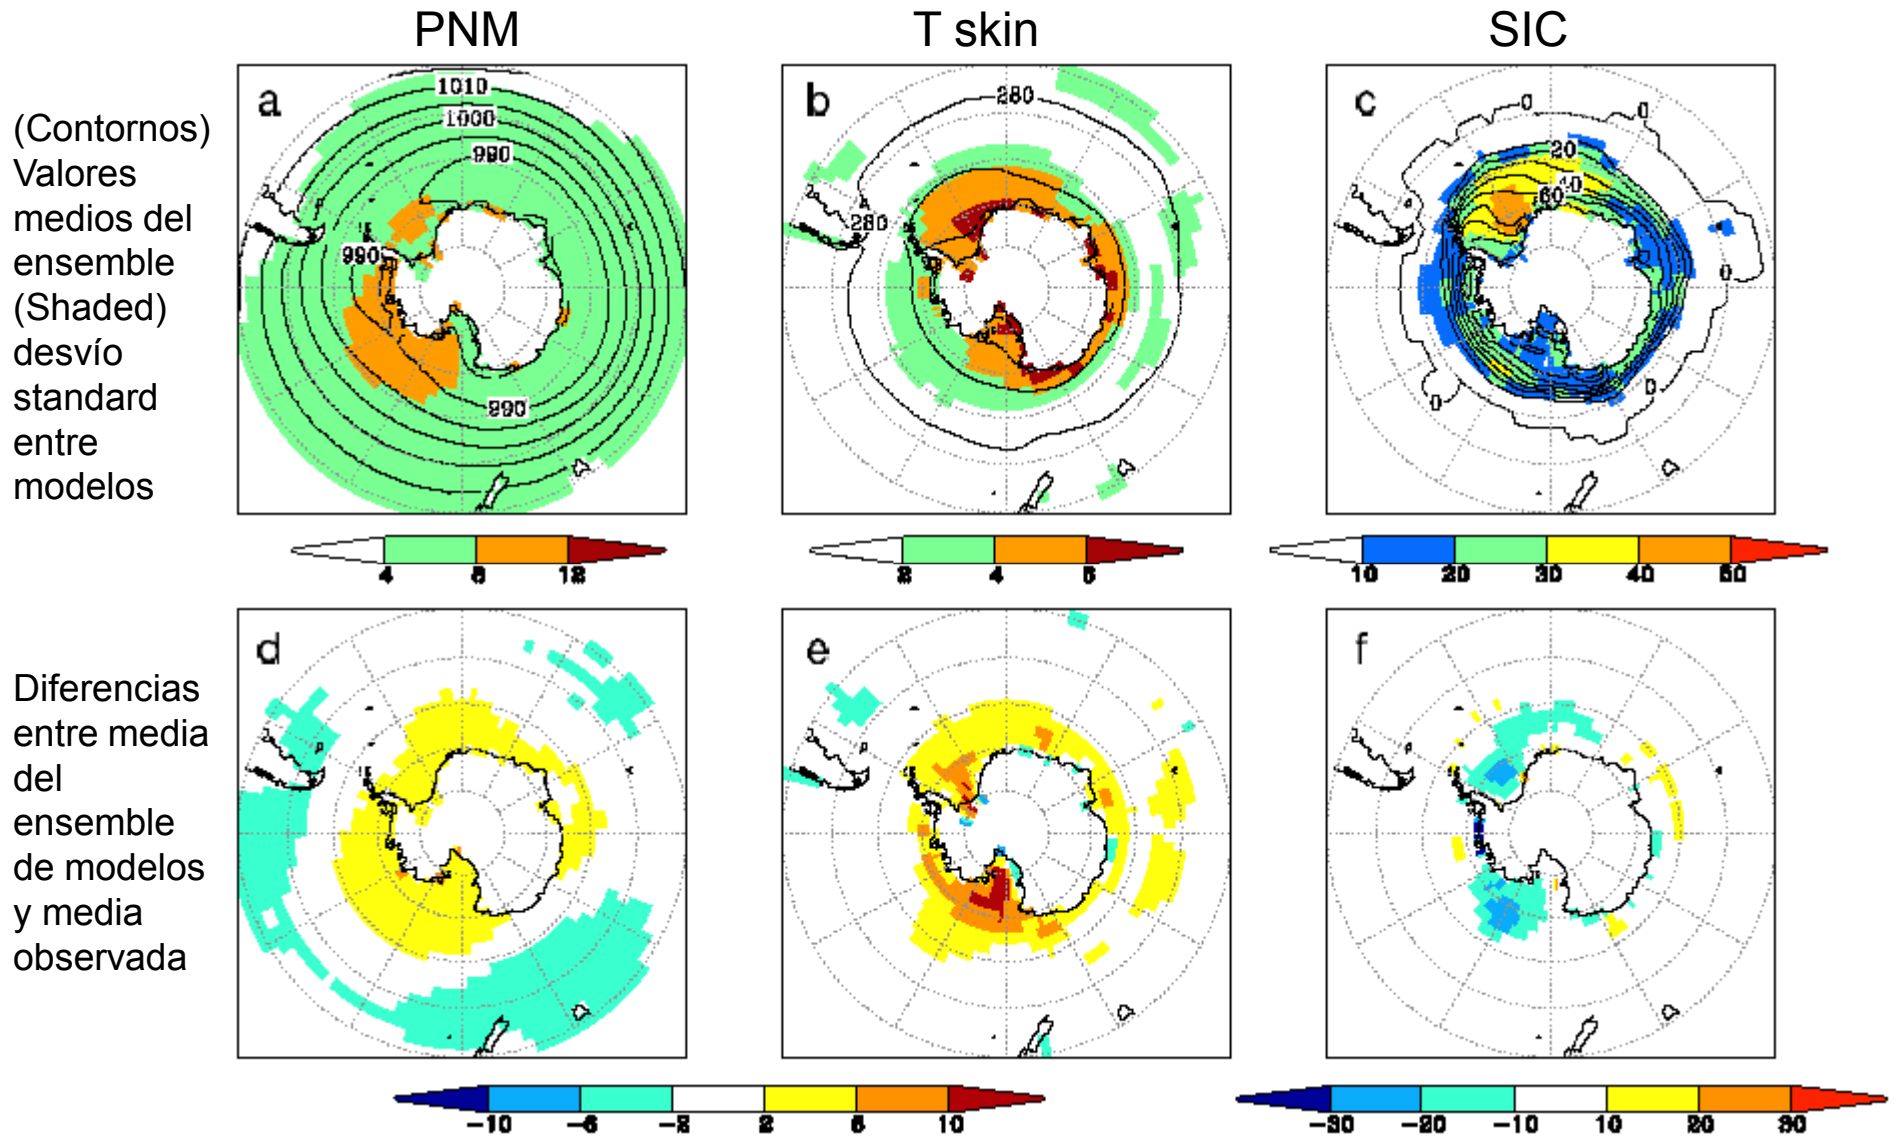 PNM
T skin
SIC
(Contornos)
Valores
medios del
ensemble
(Shaded)
desvío
standard
entre
modelos
a
1010
1000
990
990
990
b
280
280
c
0
0
20
40
60
0
0
0
4
8
12
2
4
6
10
20
30
40
50
Diferencias
entre media
del
ensemble
de modelos
y media
observada
d
e
f
-10
-6
-2
2
6
10
-30
-20
-10
10
20
30